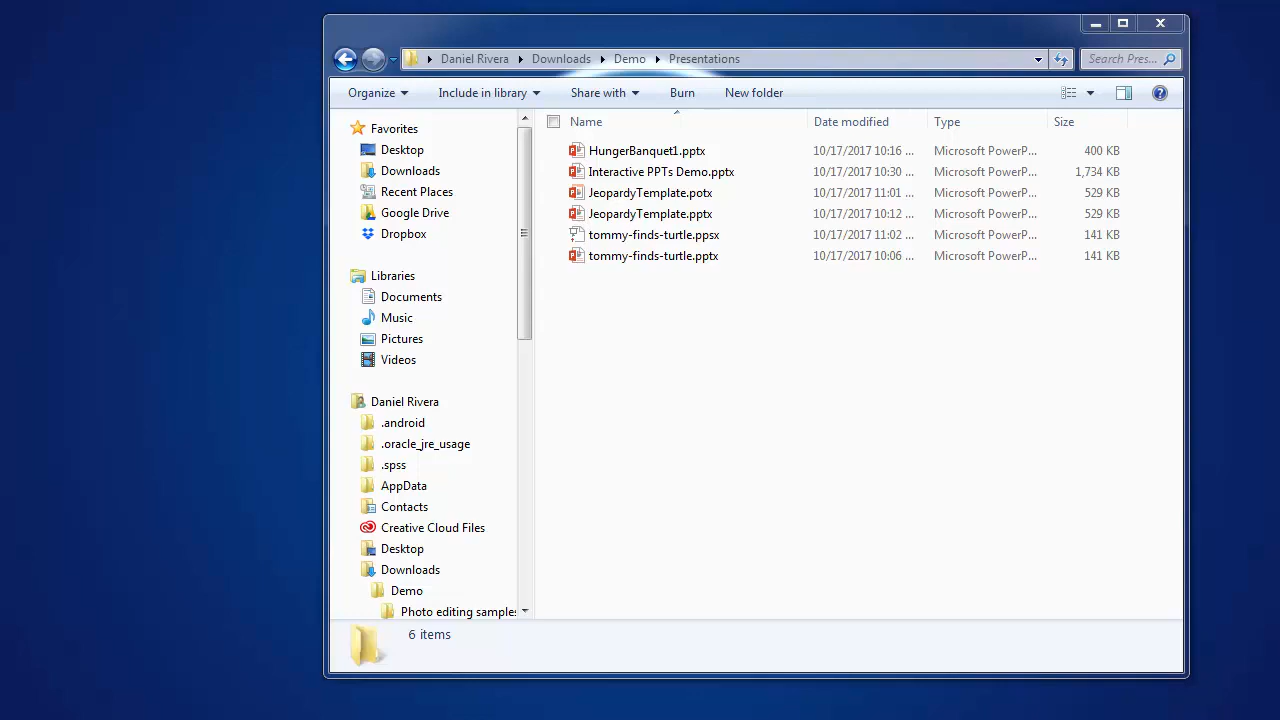 Daniel Rivera Downloads Demo Presentations
Search Pres...
Organize Include in library Share with Burn New folder
Favorites
Desktop
Downloads
Recent Places
Google Drive
Dropbox
Libraries
Documents
Music
Pictures
Videos
Daniel Rivera
.android
.oracle_jre_usage
.spss
AppData
Contacts
Creative Cloud Files
Desktop
Downloads
Demo
Photo editing samples
Name Date modified Type Size
HungerBanquet1.pptx 10/17/2017 10:16 ... Microsoft PowerP... 400 KB
Interactive PPTs Demo.pptx 10/17/2017 10:30 ... Microsoft PowerP... 1,734 KB
JeopardyTemplate.potx 10/17/2017 11:01 ... Microsoft PowerP... 529 KB
JeopardyTemplate.pptx 10/17/2017 10:12 ... Microsoft PowerP... 529 KB
tommy-finds-turtle.ppsx 10/17/2017 11:02 ... Microsoft PowerP... 141 KB
tommy-finds-turtle.pptx 10/17/2017 10:06 ... Microsoft PowerP... 141 KB
6 items